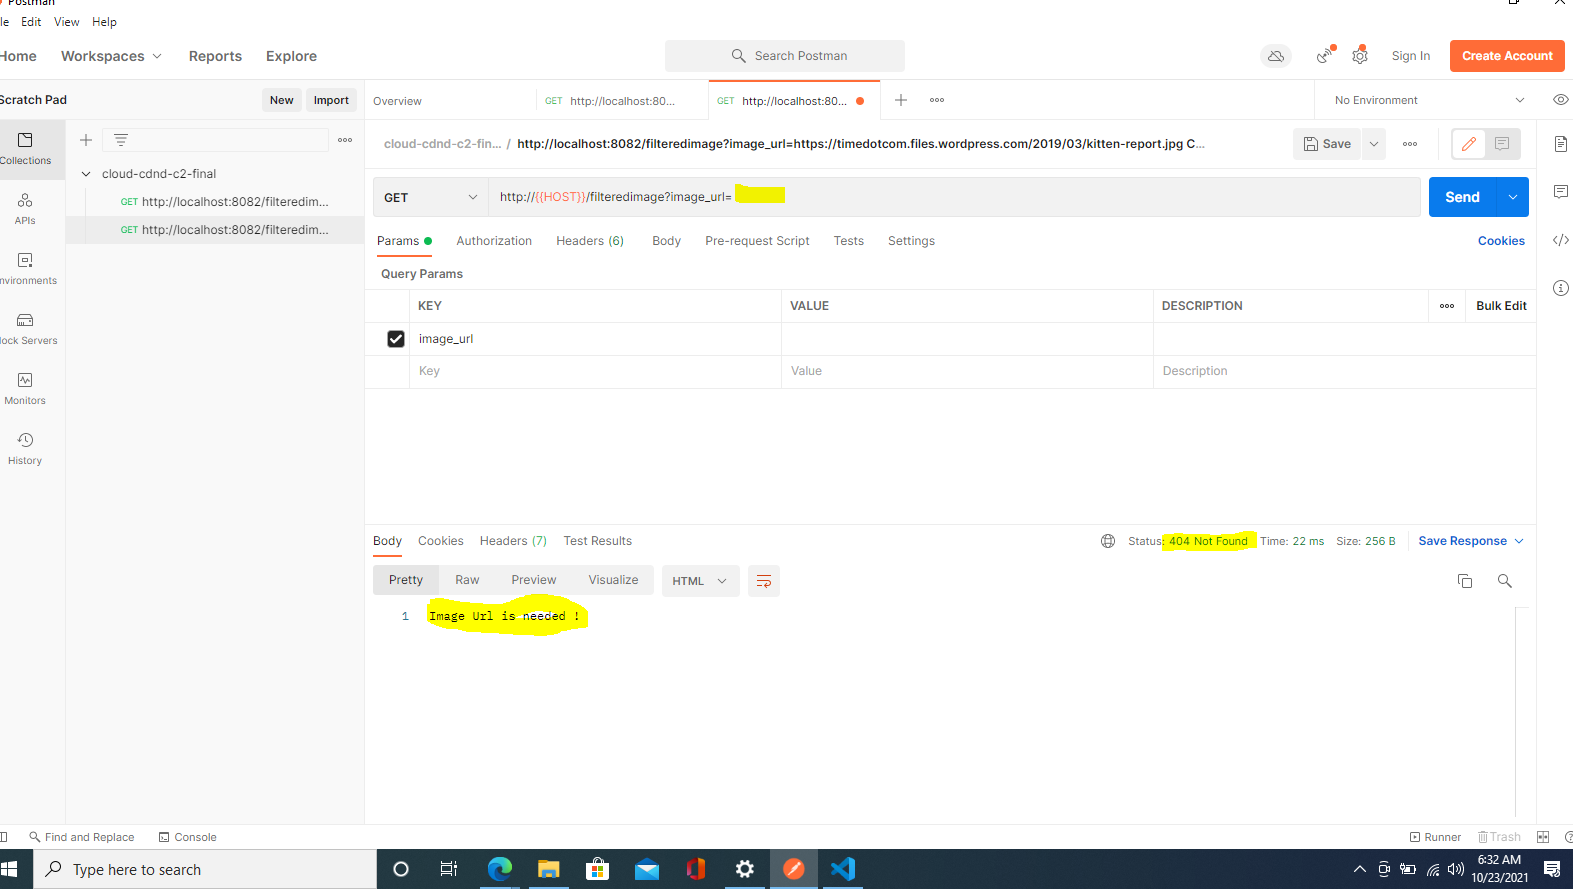 Postman
le Edit View Help
Home Workspaces Reports Explore
Search Postman
Sign In
Create Account
Scratch Pad
New Import
Overview
GET http://localhost:80...
GET http://localhost:80...
No Environment
cloud-cdnd-c2-fin... / http://localhost:8082/filteredimage?image_url=https://timedotcom.files.wordpress.com/2019/03/kitten-report.jpg C...
Save
Collections
APIs
nvironments
lock Servers
Monitors
History
cloud-cdnd-c2-final
GET http://localhost:8082/filteredim...
GET http://localhost:8082/filteredim...
GET
http://{{HOST}}/filteredimage?image_url=
Send
Params Authorization Headers (6) Body Pre-request Script Tests Settings
Cookies
Query Params
KEY VALUE DESCRIPTION
Bulk Edit
image_url
Key Value Description
Body Cookies Headers (7) Test Results
Status: 404 Not Found Time: 22 ms Size: 256 B
Save Response
Pretty Raw Preview Visualize
HTML
1 Image Url is needed !
Find and Replace
Console
Runner
Trash
Type here to search
6:32 AM
10/23/2021